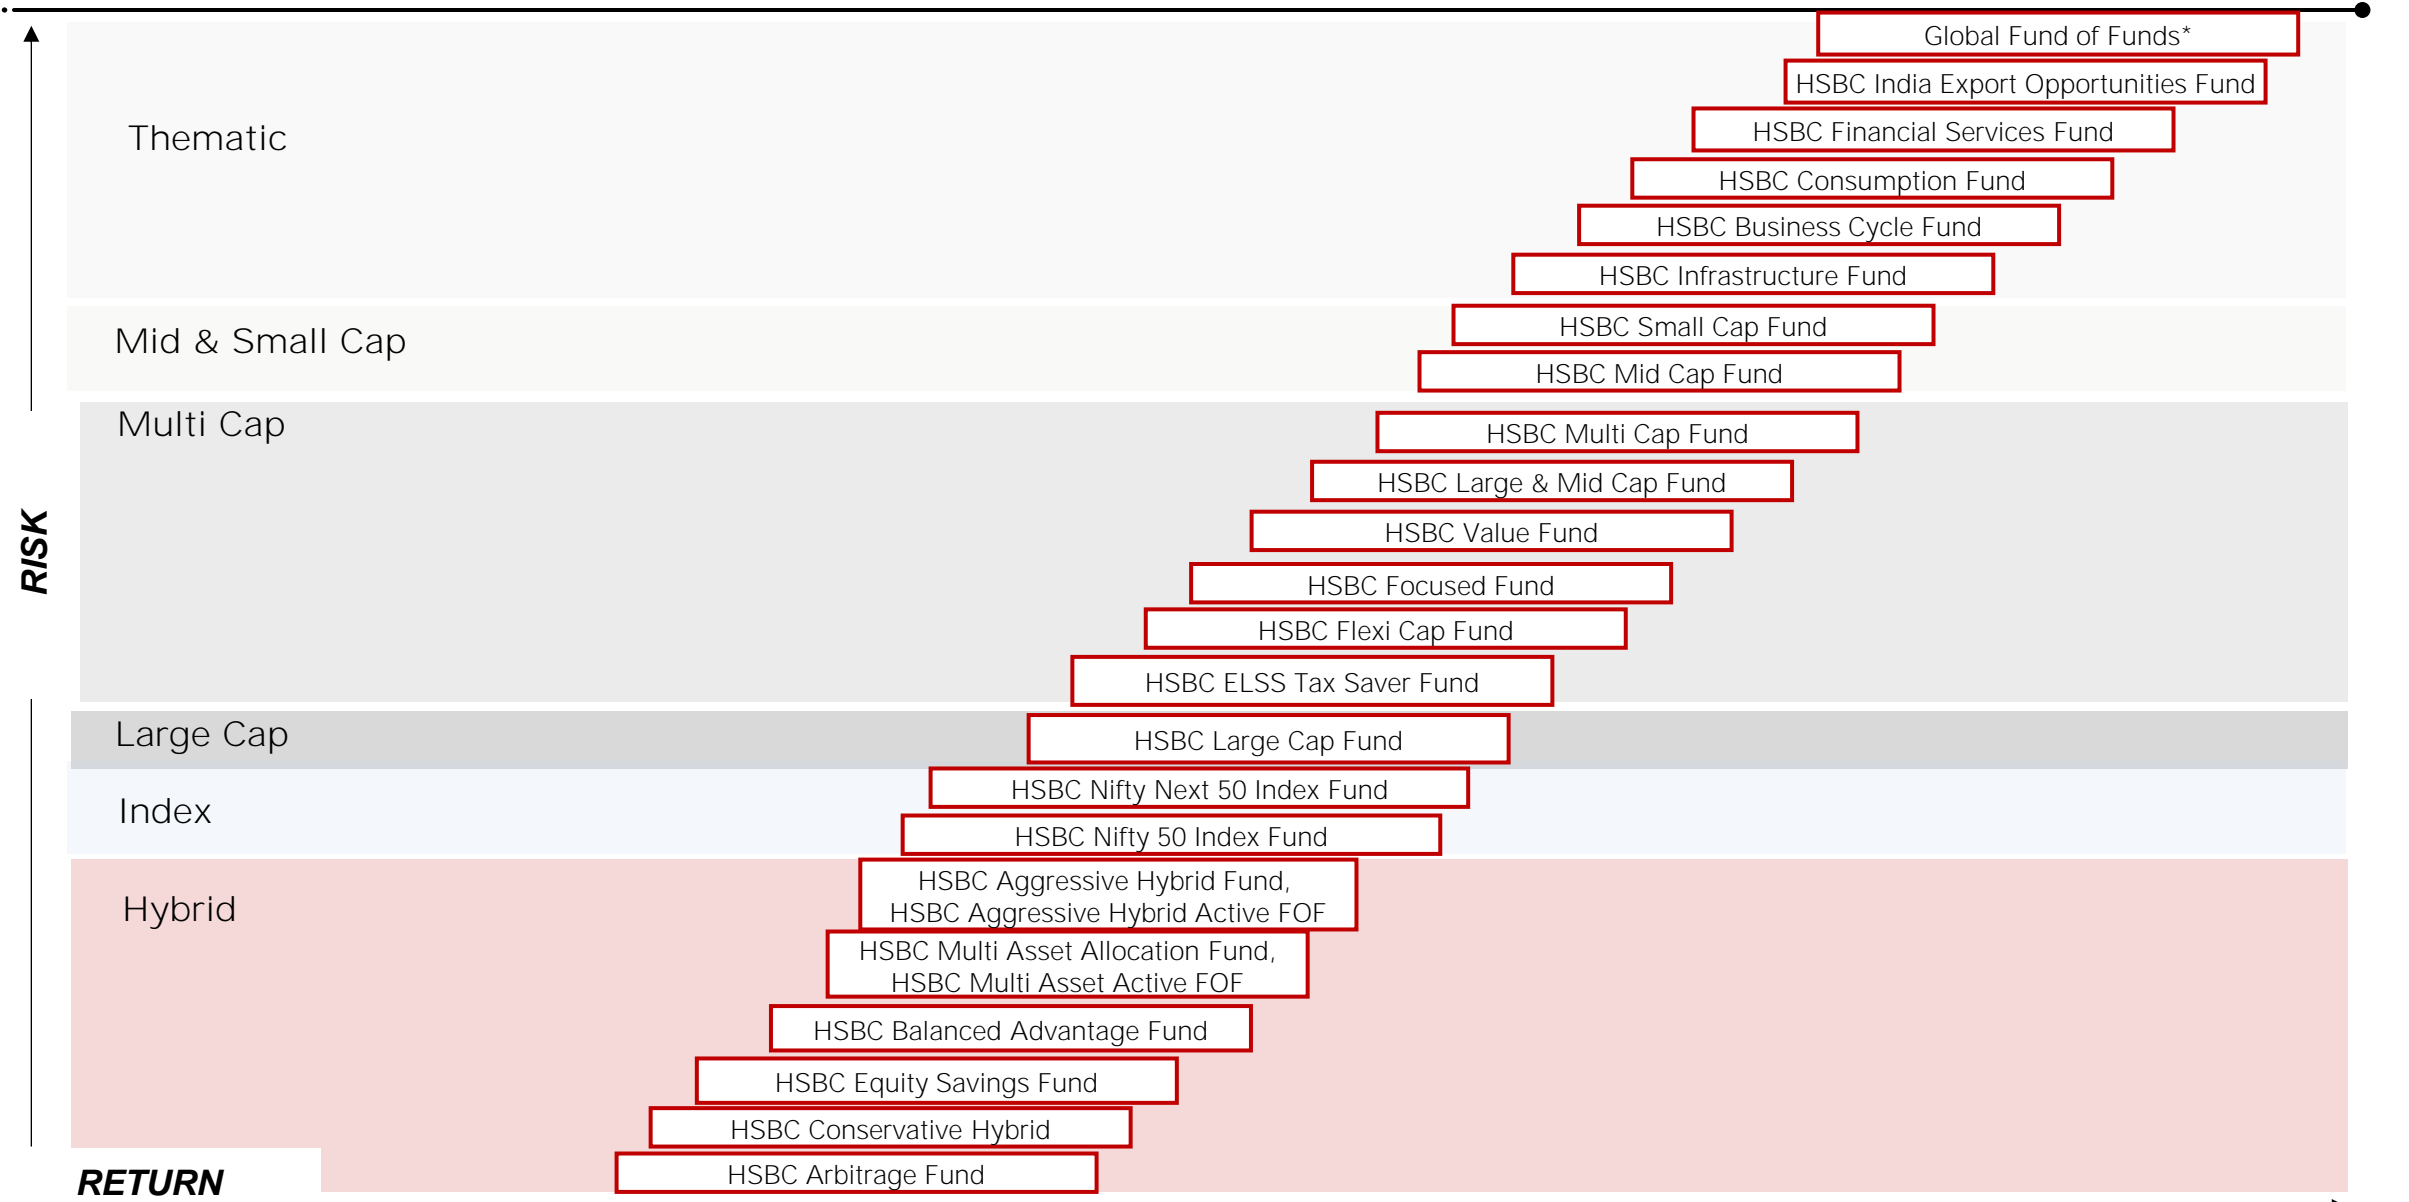 Global Fund of Funds*
HSBC India Export Opportunities Fund
Thematic
HSBC Financial Services Fund
HSBC Consumption Fund
HSBC Business Cycle Fund
HSBC Infrastructure Fund
Mid & Small Cap
HSBC Small Cap Fund
HSBC Mid Cap Fund
Multi Cap
HSBC Multi Cap Fund
HSBC Large & Mid Cap Fund
HSBC Value Fund
RISK
HSBC Focused Fund
HSBC Flexi Cap Fund
HSBC ELSS Tax Saver Fund
Large Cap
HSBC Large Cap Fund
HSBC Nifty Next 50 Index Fund
Index
HSBC Nifty 50 Index Fund
Hybrid
HSBC Aggressive Hybrid Fund,
HSBC Aggressive Hybrid Active FOF
HSBC Multi Asset Allocation Fund,
HSBC Multi Asset Active FOF
HSBC Balanced Advantage Fund
HSBC Equity Savings Fund
HSBC Conservative Hybrid
HSBC Arbitrage Fund
RETURN